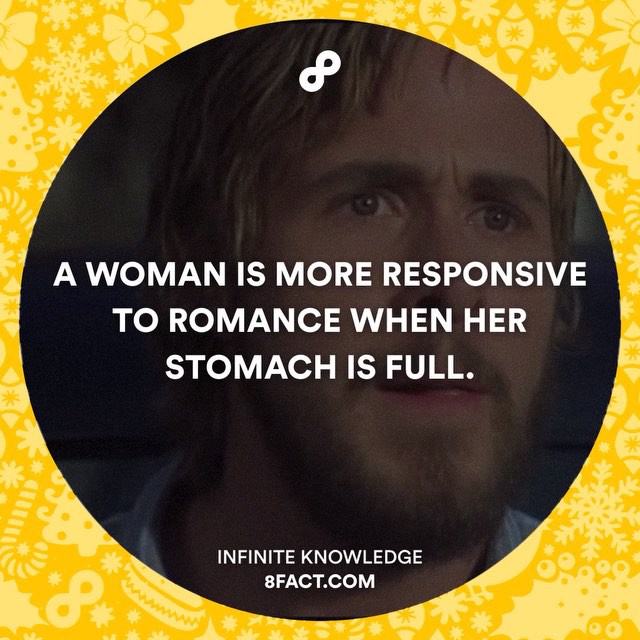 A WOMAN IS MORE RESPONSIVE
TO ROMANCE WHEN HER
STOMACH IS FULL.
INFINITE KNOWLEDGE
8FACT.COM